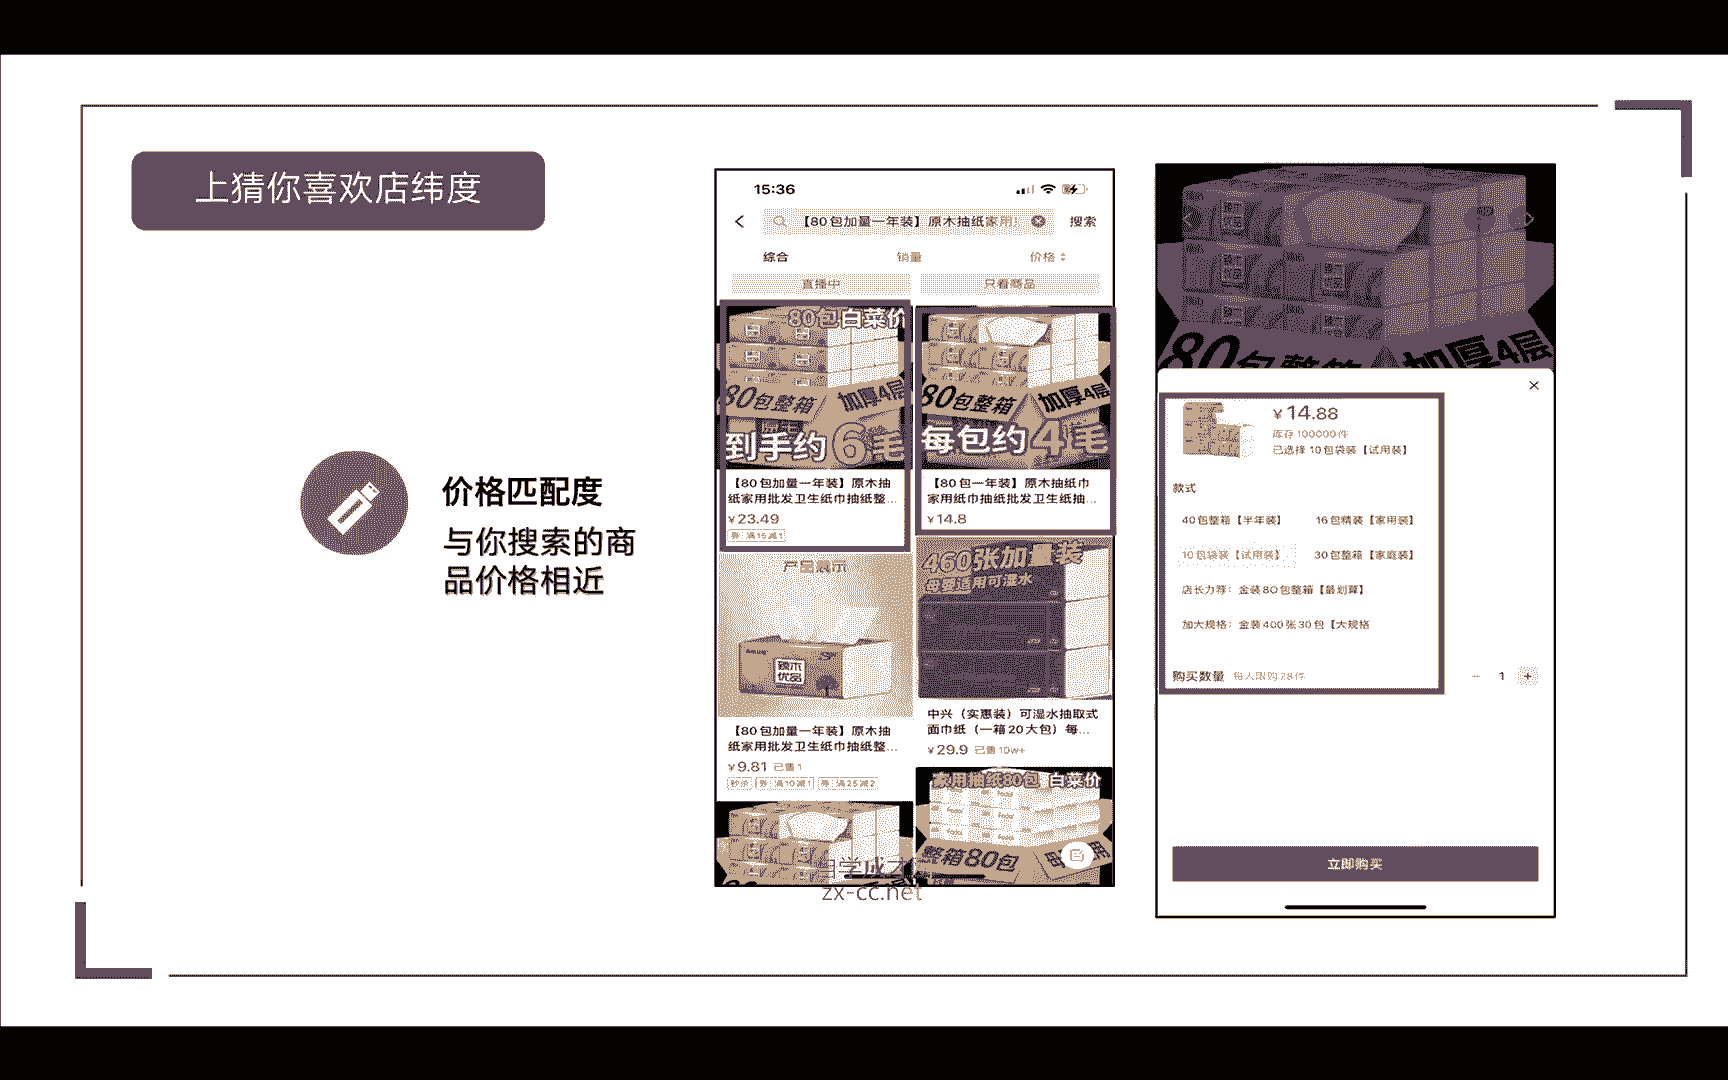 上猜你喜欢店纬度
价格匹配度
与你搜索的商
品价格相近
15:36
【80包加量一年装】原木抽纸家用
搜索
综合
销量
价格
直播中
只看商品
80包白菜价
80包整箱
加厚4层
到手约6毛
【80包加量一年装】原木抽
纸家用批发卫生纸巾抽纸整...
¥23.49
券 满15减1
80包整箱
加厚4层
每包约4毛
【80包一年装】原木抽纸巾
家用纸巾抽纸批发卫生纸抽...
¥14.8
产品展示
臻木
优品
【80包加量一年装】原木抽
纸家用批发卫生纸巾抽纸整...
¥9.81 已售1
秒杀 券 满10减1 券 满25减2
460张加量装
母婴适用可湿水
中兴（实惠装）可湿水抽取式
面巾纸（一箱20大包）每...
¥29.9 已售10w+
家用抽纸80包 白菜价
整箱80包
自学成才
zx-cc.net
80包整箱
加厚4层
¥14.88
库存100000件
已选择 10包袋装【试用装】
款式
40包整箱【半年装】
16包精装【家用装】
10包袋装【试用装】
30包整箱【家庭装】
店长力荐：金装80包整箱【最划算】
加大规格：金装400张30包【大规格
购买数量 每人限购28件
1
立即购买